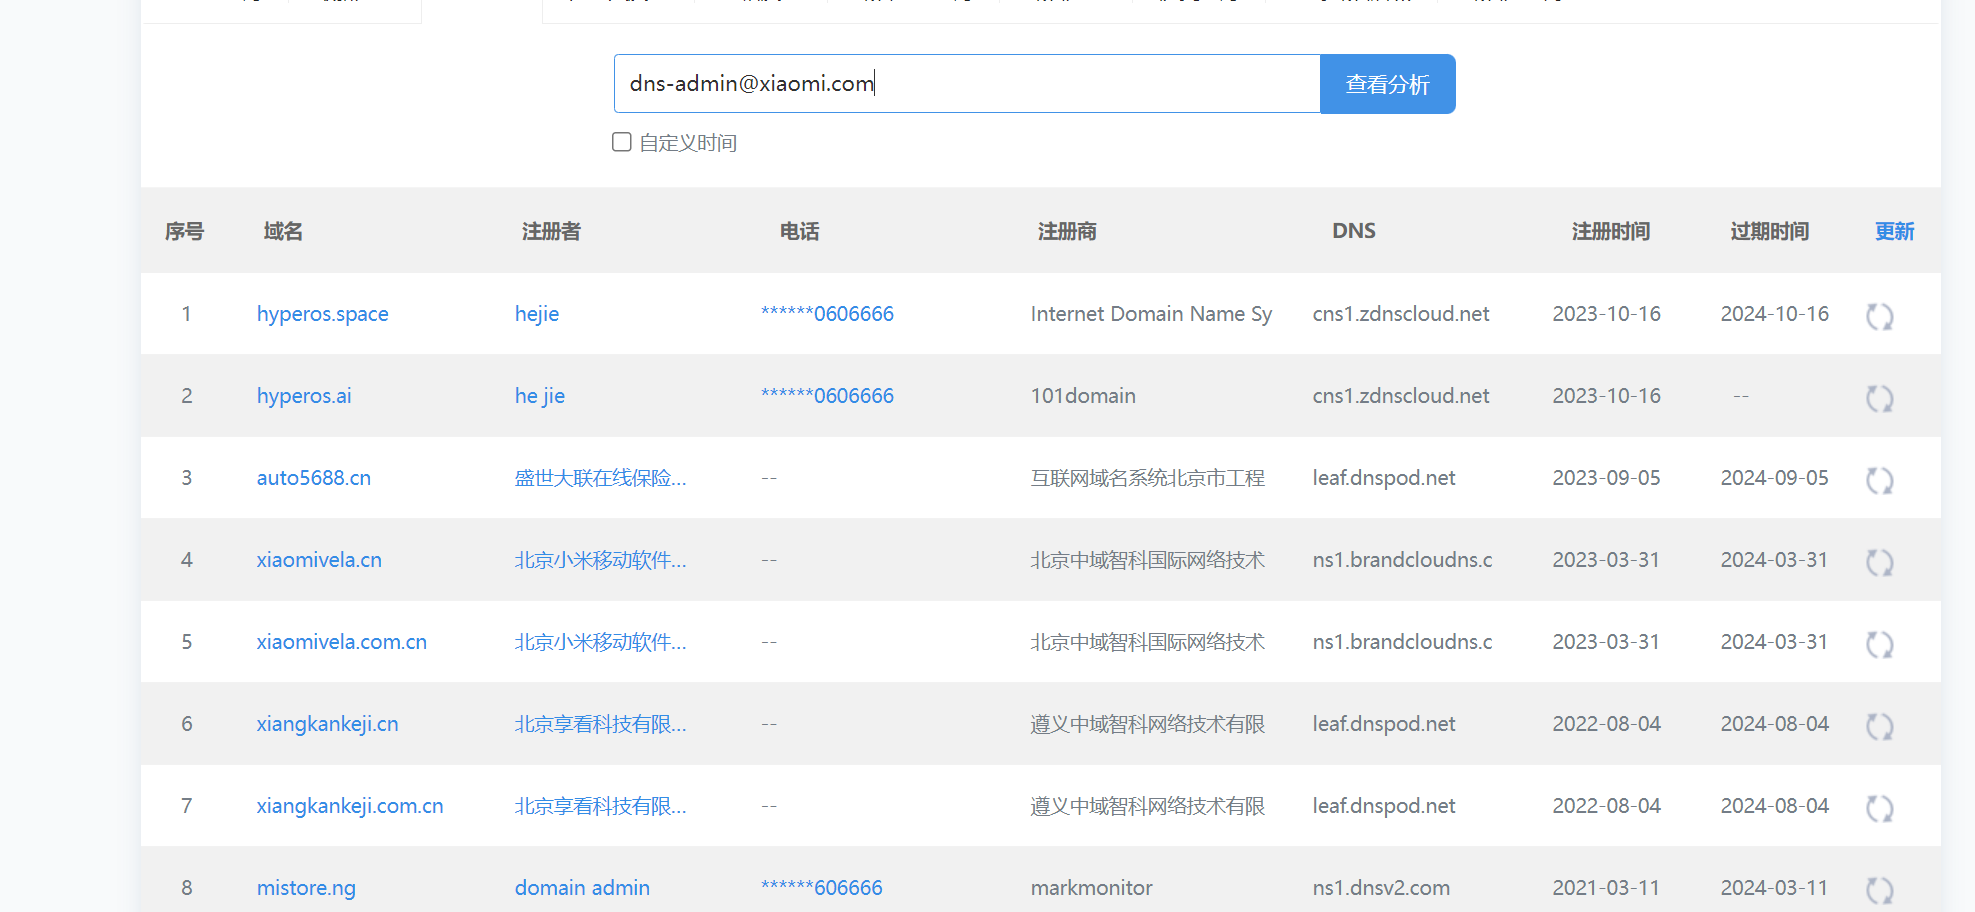 dns-admin@xiaomi.com 查看分析
自定义时间
序号 域名 注册者 电话 注册商 DNS 注册时间 过期时间 更新
1 hyperos.space hejie ******0606666 Internet Domain Name Sy cns1.zdnscloud.net 2023-10-16 2024-10-16
2 hyperos.ai he jie ******0606666 101domain cns1.zdnscloud.net 2023-10-16 --
3 auto5688.cn 盛世大联在线保险... -- 互联网域名系统北京市工程 leaf.dnspod.net 2023-09-05 2024-09-05
4 xiaomivela.cn 北京小米移动软件... -- 北京中域智科国际网络技术 ns1.brandcloudns.c 2023-03-31 2024-03-31
5 xiaomivela.com.cn 北京小米移动软件... -- 北京中域智科国际网络技术 ns1.brandcloudns.c 2023-03-31 2024-03-31
6 xiangkankeji.cn 北京享看科技有限... -- 遵义中域智科网络技术有限 leaf.dnspod.net 2022-08-04 2024-08-04
7 xiangkankeji.com.cn 北京享看科技有限... -- 遵义中域智科网络技术有限 leaf.dnspod.net 2022-08-04 2024-08-04
8 mistore.ng domain admin ******606666 markmonitor ns1.dnsv2.com 2021-03-11 2024-03-11